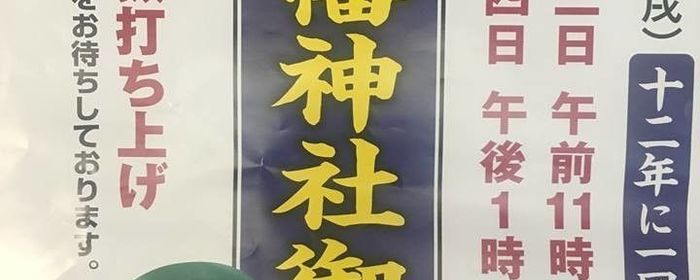 戌）
十二年に一
日 午前11時
四日 午後1時
幡神社御
打ち上げ
をお待ちしております。